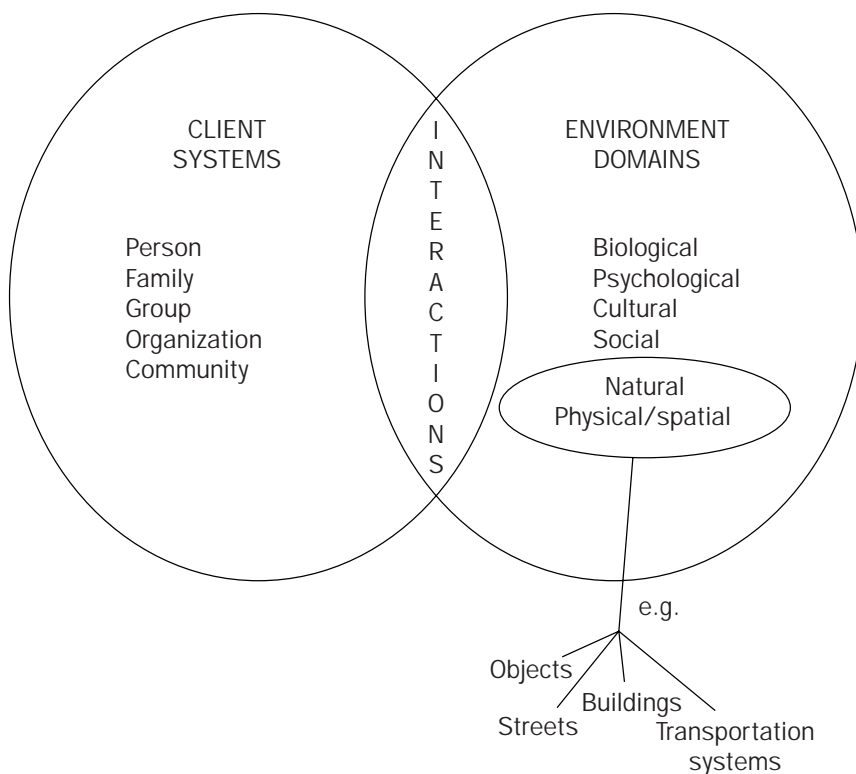 CLIENT
SYSTEMS
Person
Family
Group
Organization
Community
I
N
T
E
R
A
C
T
I
O
N
S
ENVIRONMENT
DOMAINS
Biological
Psychological
Cultural
Social
Natural
Physical/spatial
e.g.
Objects
Streets
Buildings
Transportation
systems